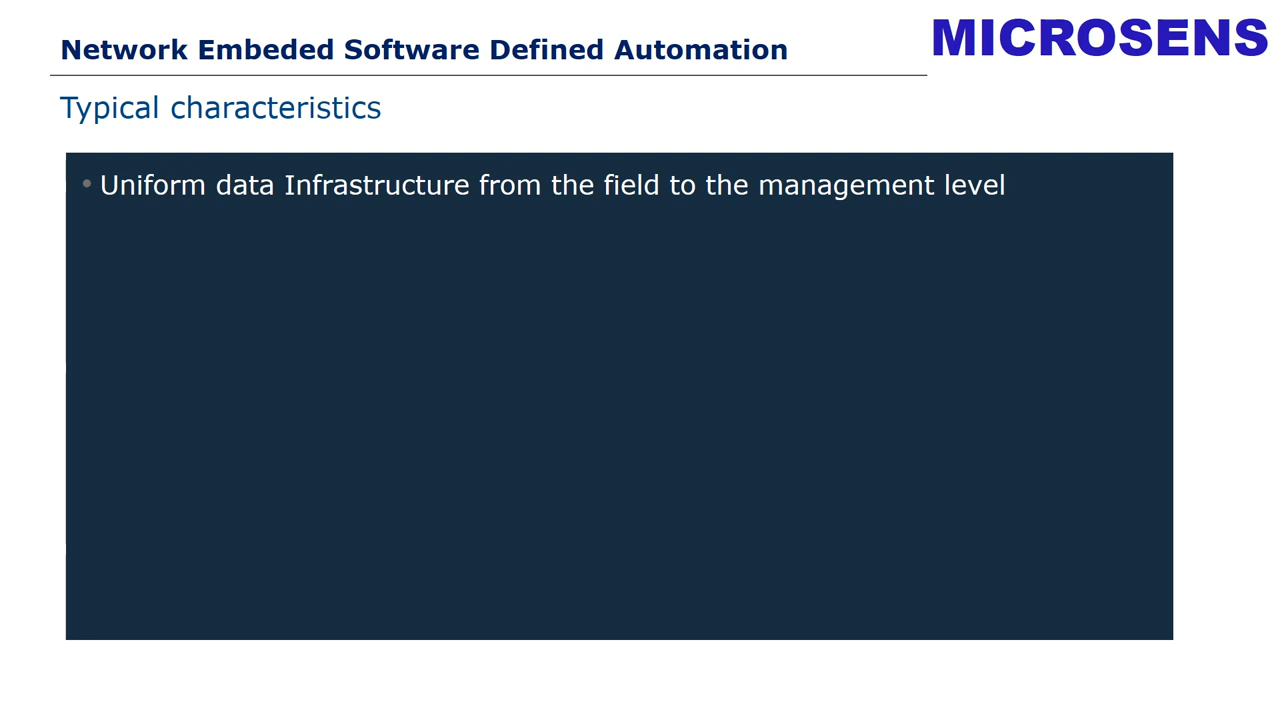 Network Embeded Software Defined Automation
MICROSENS
Typical characteristics
• Uniform data Infrastructure from the field to the management level